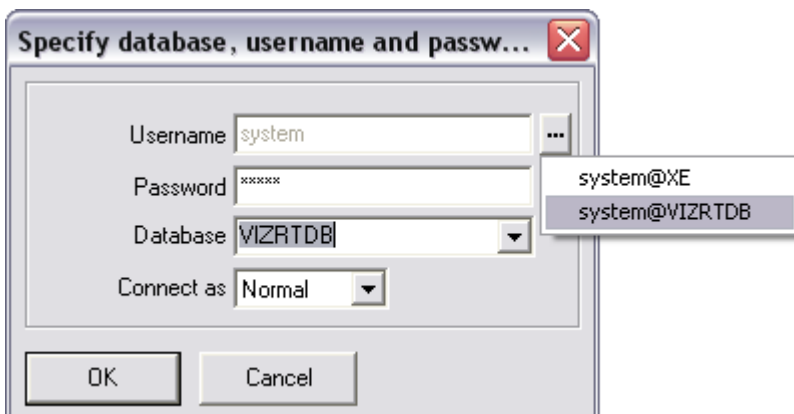 Specify database, username and passw...
Username system ...
system@XE
Password *****
system@VIZRTDB
Database VIZRTDB
Connect as Normal
OK Cancel